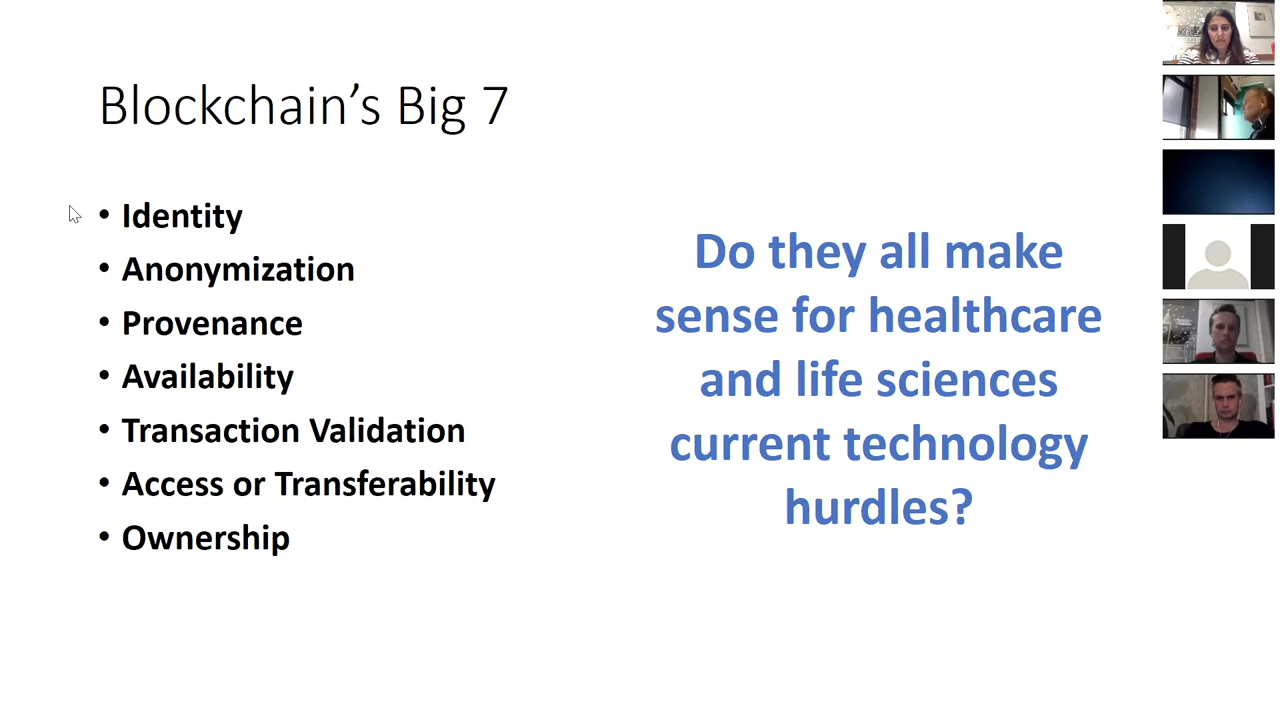 Blockchain’s Big 7
• Identity
• Anonymization
• Provenance
• Availability
• Transaction Validation
• Access or Transferability
• Ownership
Do they all make
sense for healthcare
and life sciences
current technology
hurdles?